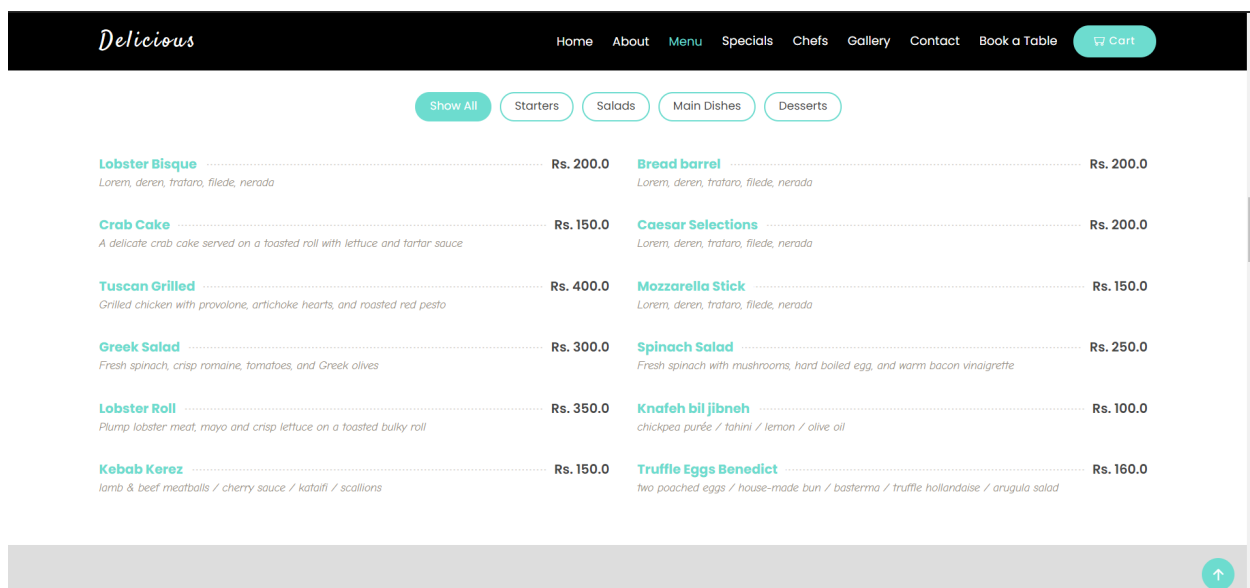 Delicious
Home About Menu Specials Chefs Gallery Contact Book a Table Cart
Show All Starters Salads Main Dishes Desserts
Lobster Bisque Rs. 200.0
Lorem, deren, trataro, filede, nerada
Bread barrel Rs. 200.0
Lorem, deren, trataro, filede, nerada
Crab Cake Rs. 150.0
A delicate crab cake served on a toasted roll with lettuce and tartar sauce
Caesar Selections Rs. 200.0
Lorem, deren, trataro, filede, nerada
Tuscan Grilled Rs. 400.0
Grilled chicken with provolone, artichoke hearts, and roasted red pesto
Mozzarella Stick Rs. 150.0
Lorem, deren, trataro, filede, nerada
Greek Salad Rs. 300.0
Fresh spinach, crisp romaine, tomatoes, and Greek olives
Spinach Salad Rs. 250.0
Fresh spinach with mushrooms, hard boiled egg, and warm bacon vinaigrette
Lobster Roll Rs. 350.0
Plump lobster meat, mayo and crisp lettuce on a toasted bulky roll
Knafeh bil jibneh Rs. 100.0
chickpea purée / tahini / lemon / olive oil
Kebab Kerez Rs. 150.0
lamb & beef meatballs / cherry sauce / kataifi / scallions
Truffle Eggs Benedict Rs. 160.0
two poached eggs / house-made bun / basterma / truffle hollandaise / arugula salad